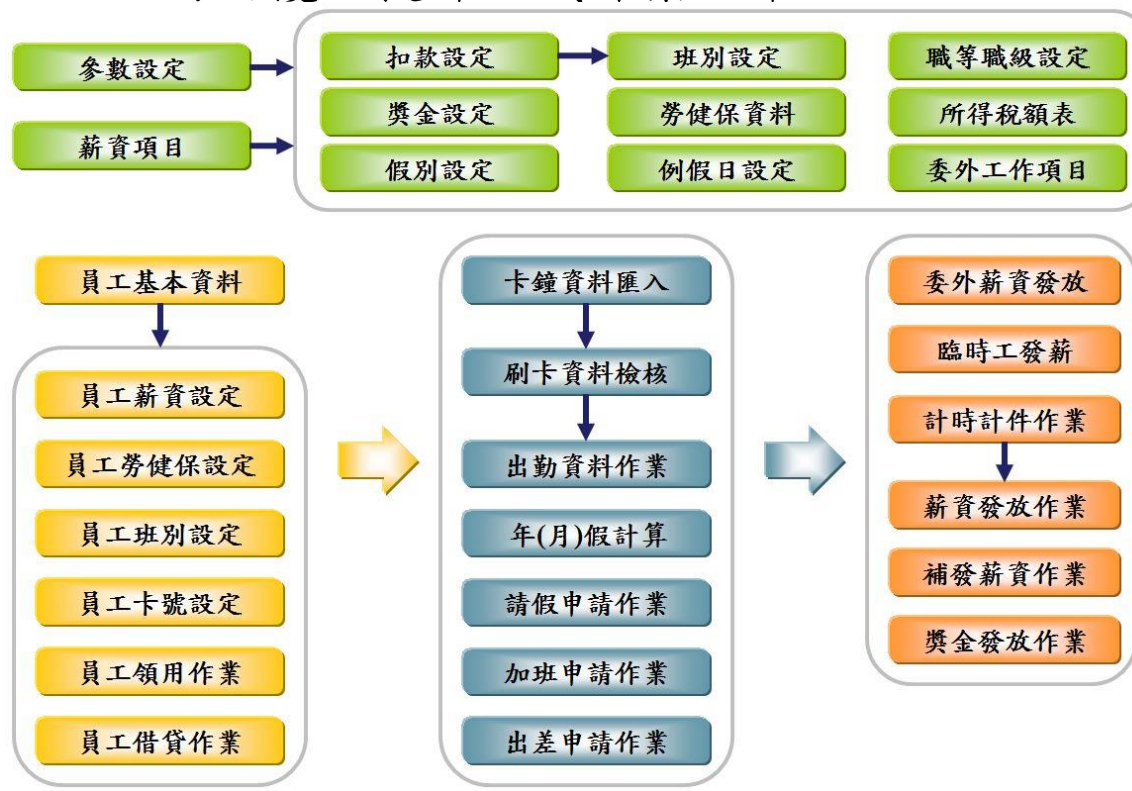 參數設定
薪資項目
扣款設定
班別設定
職等職級設定
獎金設定
勞健保資料
所得稅額表
假別設定
例假日設定
委外工作項目
員工基本資料
員工薪資設定
員工勞健保設定
員工班別設定
員工卡號設定
員工領用作業
員工借貸作業
卡鐘資料匯入
刷卡資料檢核
出勤資料作業
年(月)假計算
請假申請作業
加班申請作業
出差申請作業
委外薪資發放
臨時工發薪
計時計件作業
薪資發放作業
補發薪資作業
獎金發放作業